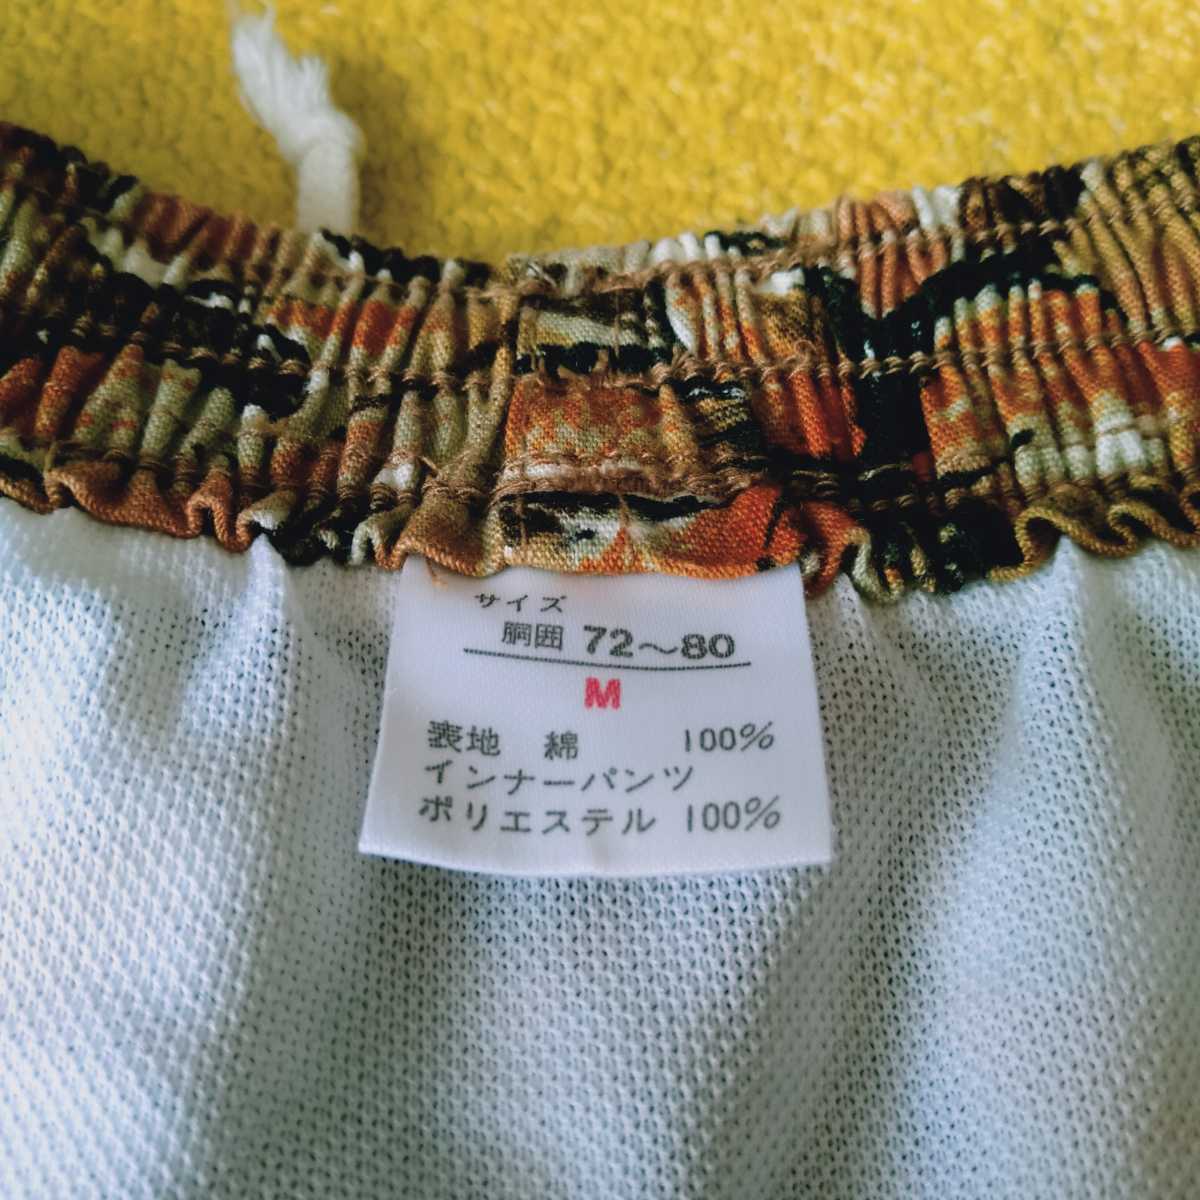 サイズ
胴囲 72～80
M
表地 綿 100%
インナーパンツ
ポリエステル 100%